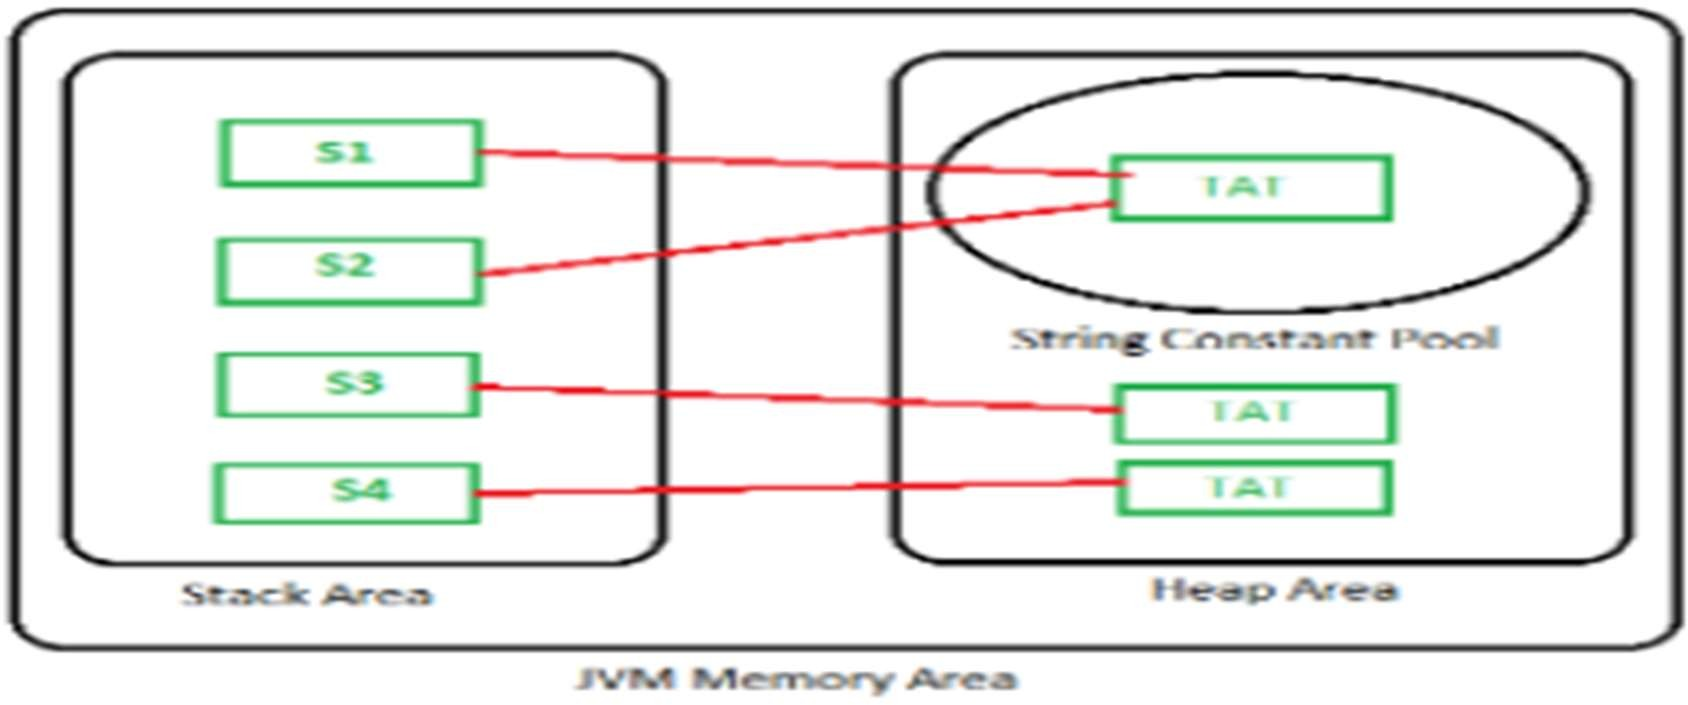 S1
TAT
S2
String Constant Pool
S3
TAT
S4
TAT
Stack Area
Heap Area
JVM Memory Area